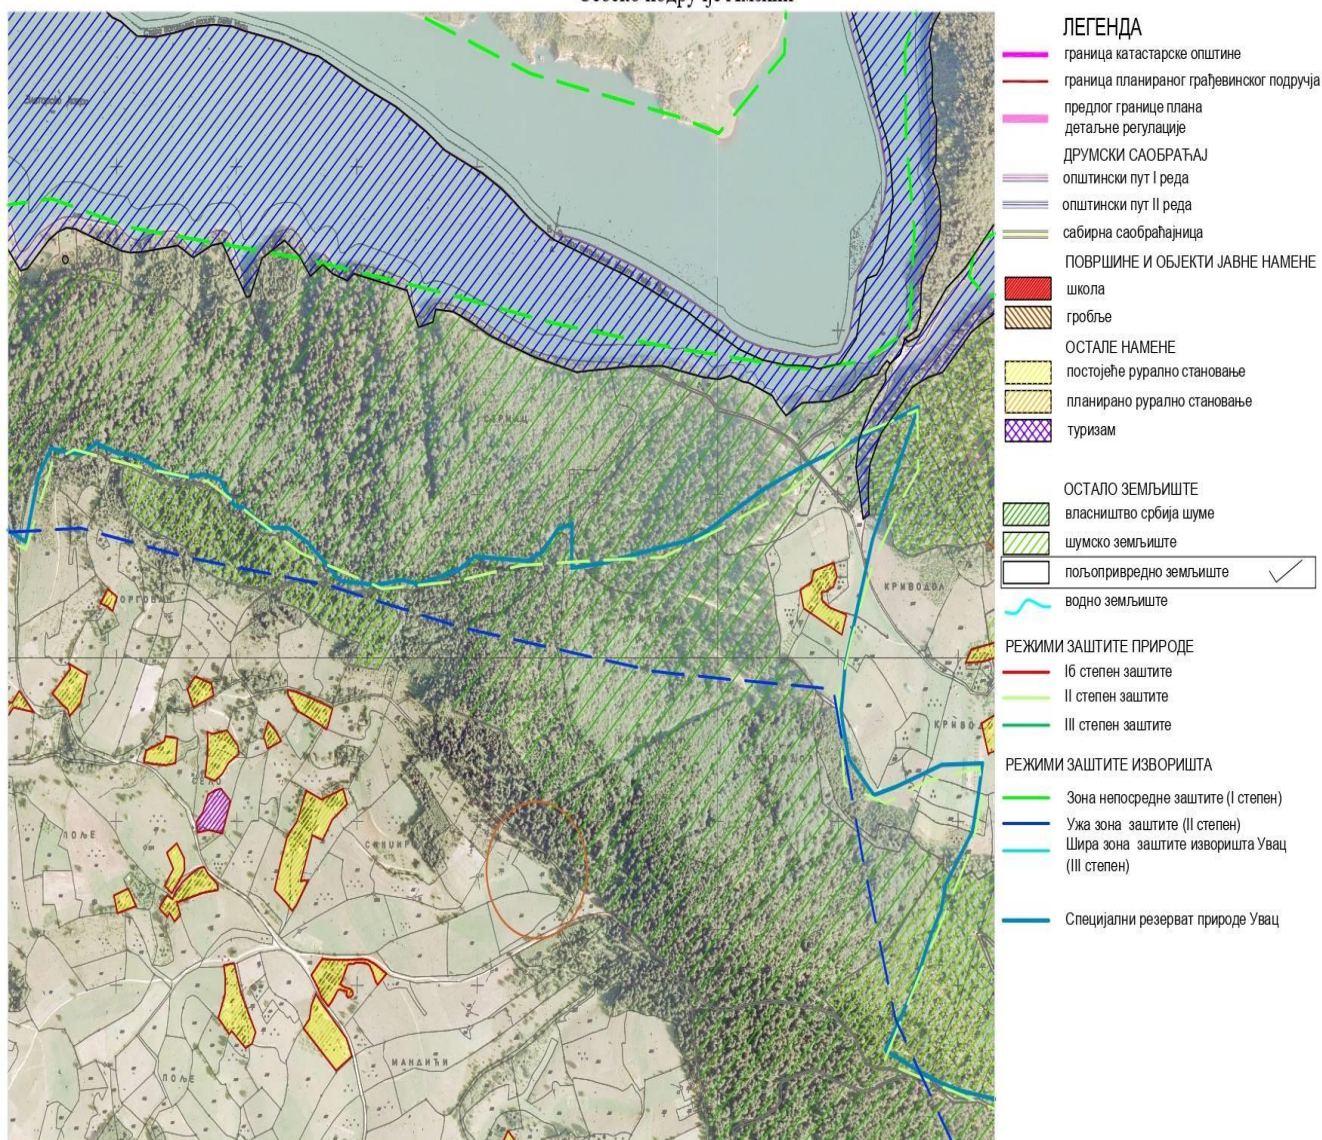 ЛЕГЕНДА
граница катастарске општине
граница планираног грађевинског подручја
предлог границе плана
детаљне регулације
ДРУМСКИ САОБРАЋАЈ
општински пут I реда
општински пут II реда
сабирна саобраћајница
ПОВРШИНЕ И ОБЈЕКТИ ЈАВНЕ НАМЕНЕ
школа
гробље
ОСТАЛЕ НАМЕНЕ
постојеће рурално становање
планирано рурално становање
туризам
ОСТАЛО ЗЕМЉИШТЕ
власништво србија шуме
шумско земљиште
пољопривредно земљиште
водно земљиште
РЕЖИМИ ЗАШТИТЕ ПРИРОДЕ
Iб степен заштите
II степен заштите
III степен заштите
РЕЖИМИ ЗАШТИТЕ ИЗВОРИШТА
Зона непосредне заштите (I степен)
Ужа зона заштите (II степен)
Шира зона заштите изворишта Увац
(III степен)
Специјални резерват природе Увац
КРИВОДОЛ
ПОЉЕ
МАНДИЋИ
ПОЉЕ